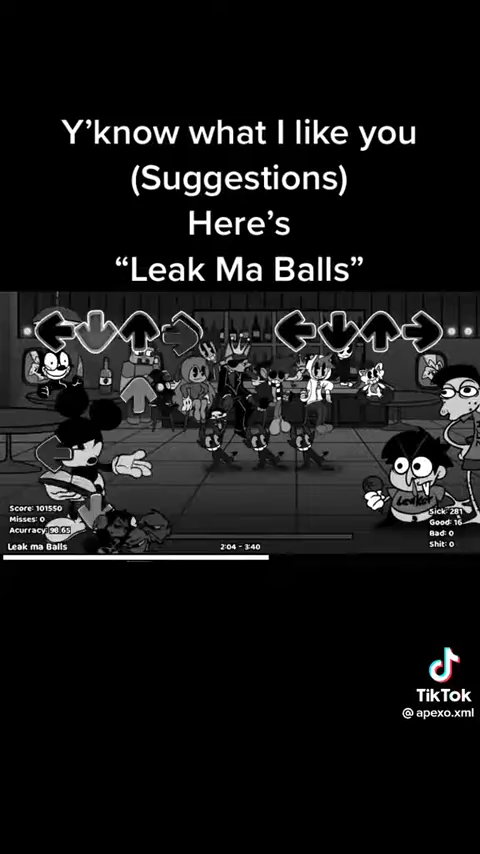 Y’know what I like you
(Suggestions)
Here’s
“Leak Ma Balls”
Score: 101550
Misses: 0
Acurracy: 98.65
Leak ma Balls
2:04 - 3:40
Leaker
Sick: 281
Good: 16
Bad: 0
Shit: 0
TikTok
@apexo.xml